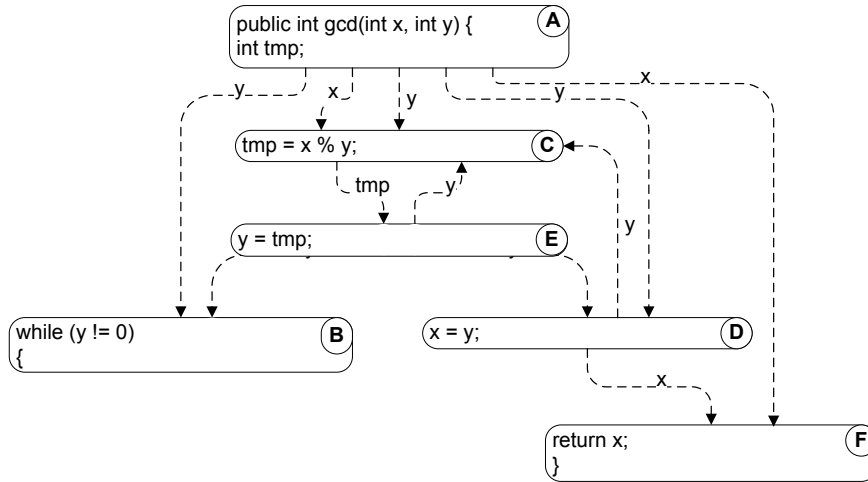 public int gcd(int x, int y) {
int tmp;
A
y
x
y
y
x
tmp = x % y;
C
tmp
y
y
y = tmp;
E
while (y != 0)
{
B
x = y;
D
x
return x;
}
F